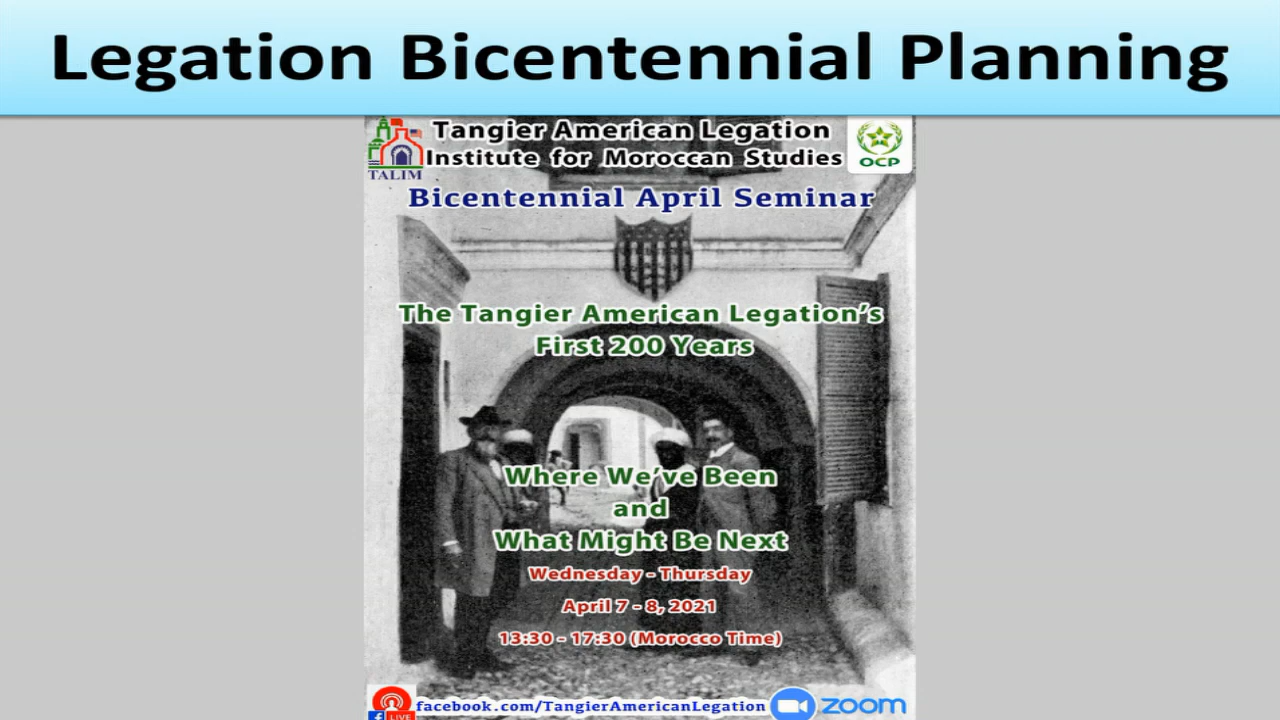 Legation Bicentennial Planning
Tangier American Legation
Institute for Moroccan Studies
TALIM
OCP
Bicentennial April Seminar
The Tangier American Legation's
First 200 Years
Where We've Been
and
What Might Be Next
Wednesday - Thursday
April 7 - 8, 2021
13:30 - 17:30 (Morocco Time)
f LIVE
facebook.com/TangierAmericanLegation
zoom